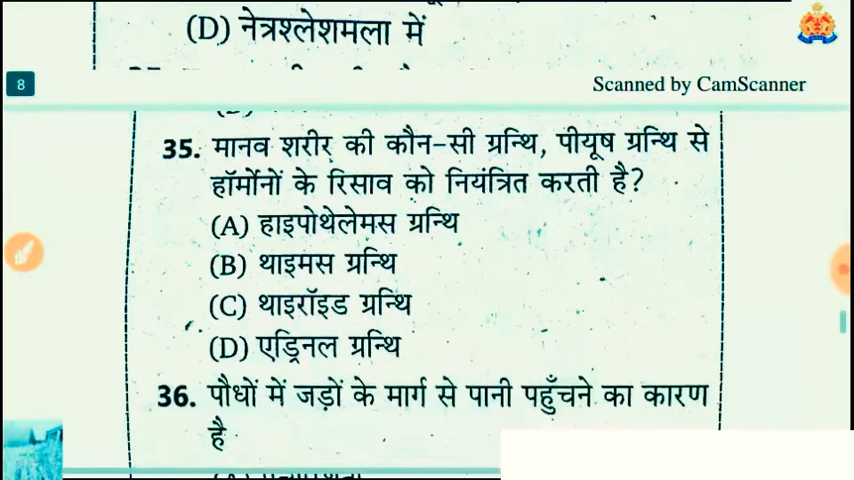 (D) नेत्रश्लेशमला में
8
Scanned by CamScanner
35. मानव शरीर की कौन-सी ग्रन्थि, पीयूष ग्रन्थि से
हॉर्मोनों के रिसाव को नियंत्रित करती है?
(A) हाइपोथेलेमस ग्रन्थि
(B) थाइमस ग्रन्थि
(C) थाइरॉइड ग्रन्थि
(D) एड्रिनल ग्रन्थि
36. पौधों में जड़ों के मार्ग से पानी पहुँचने का कारण
है